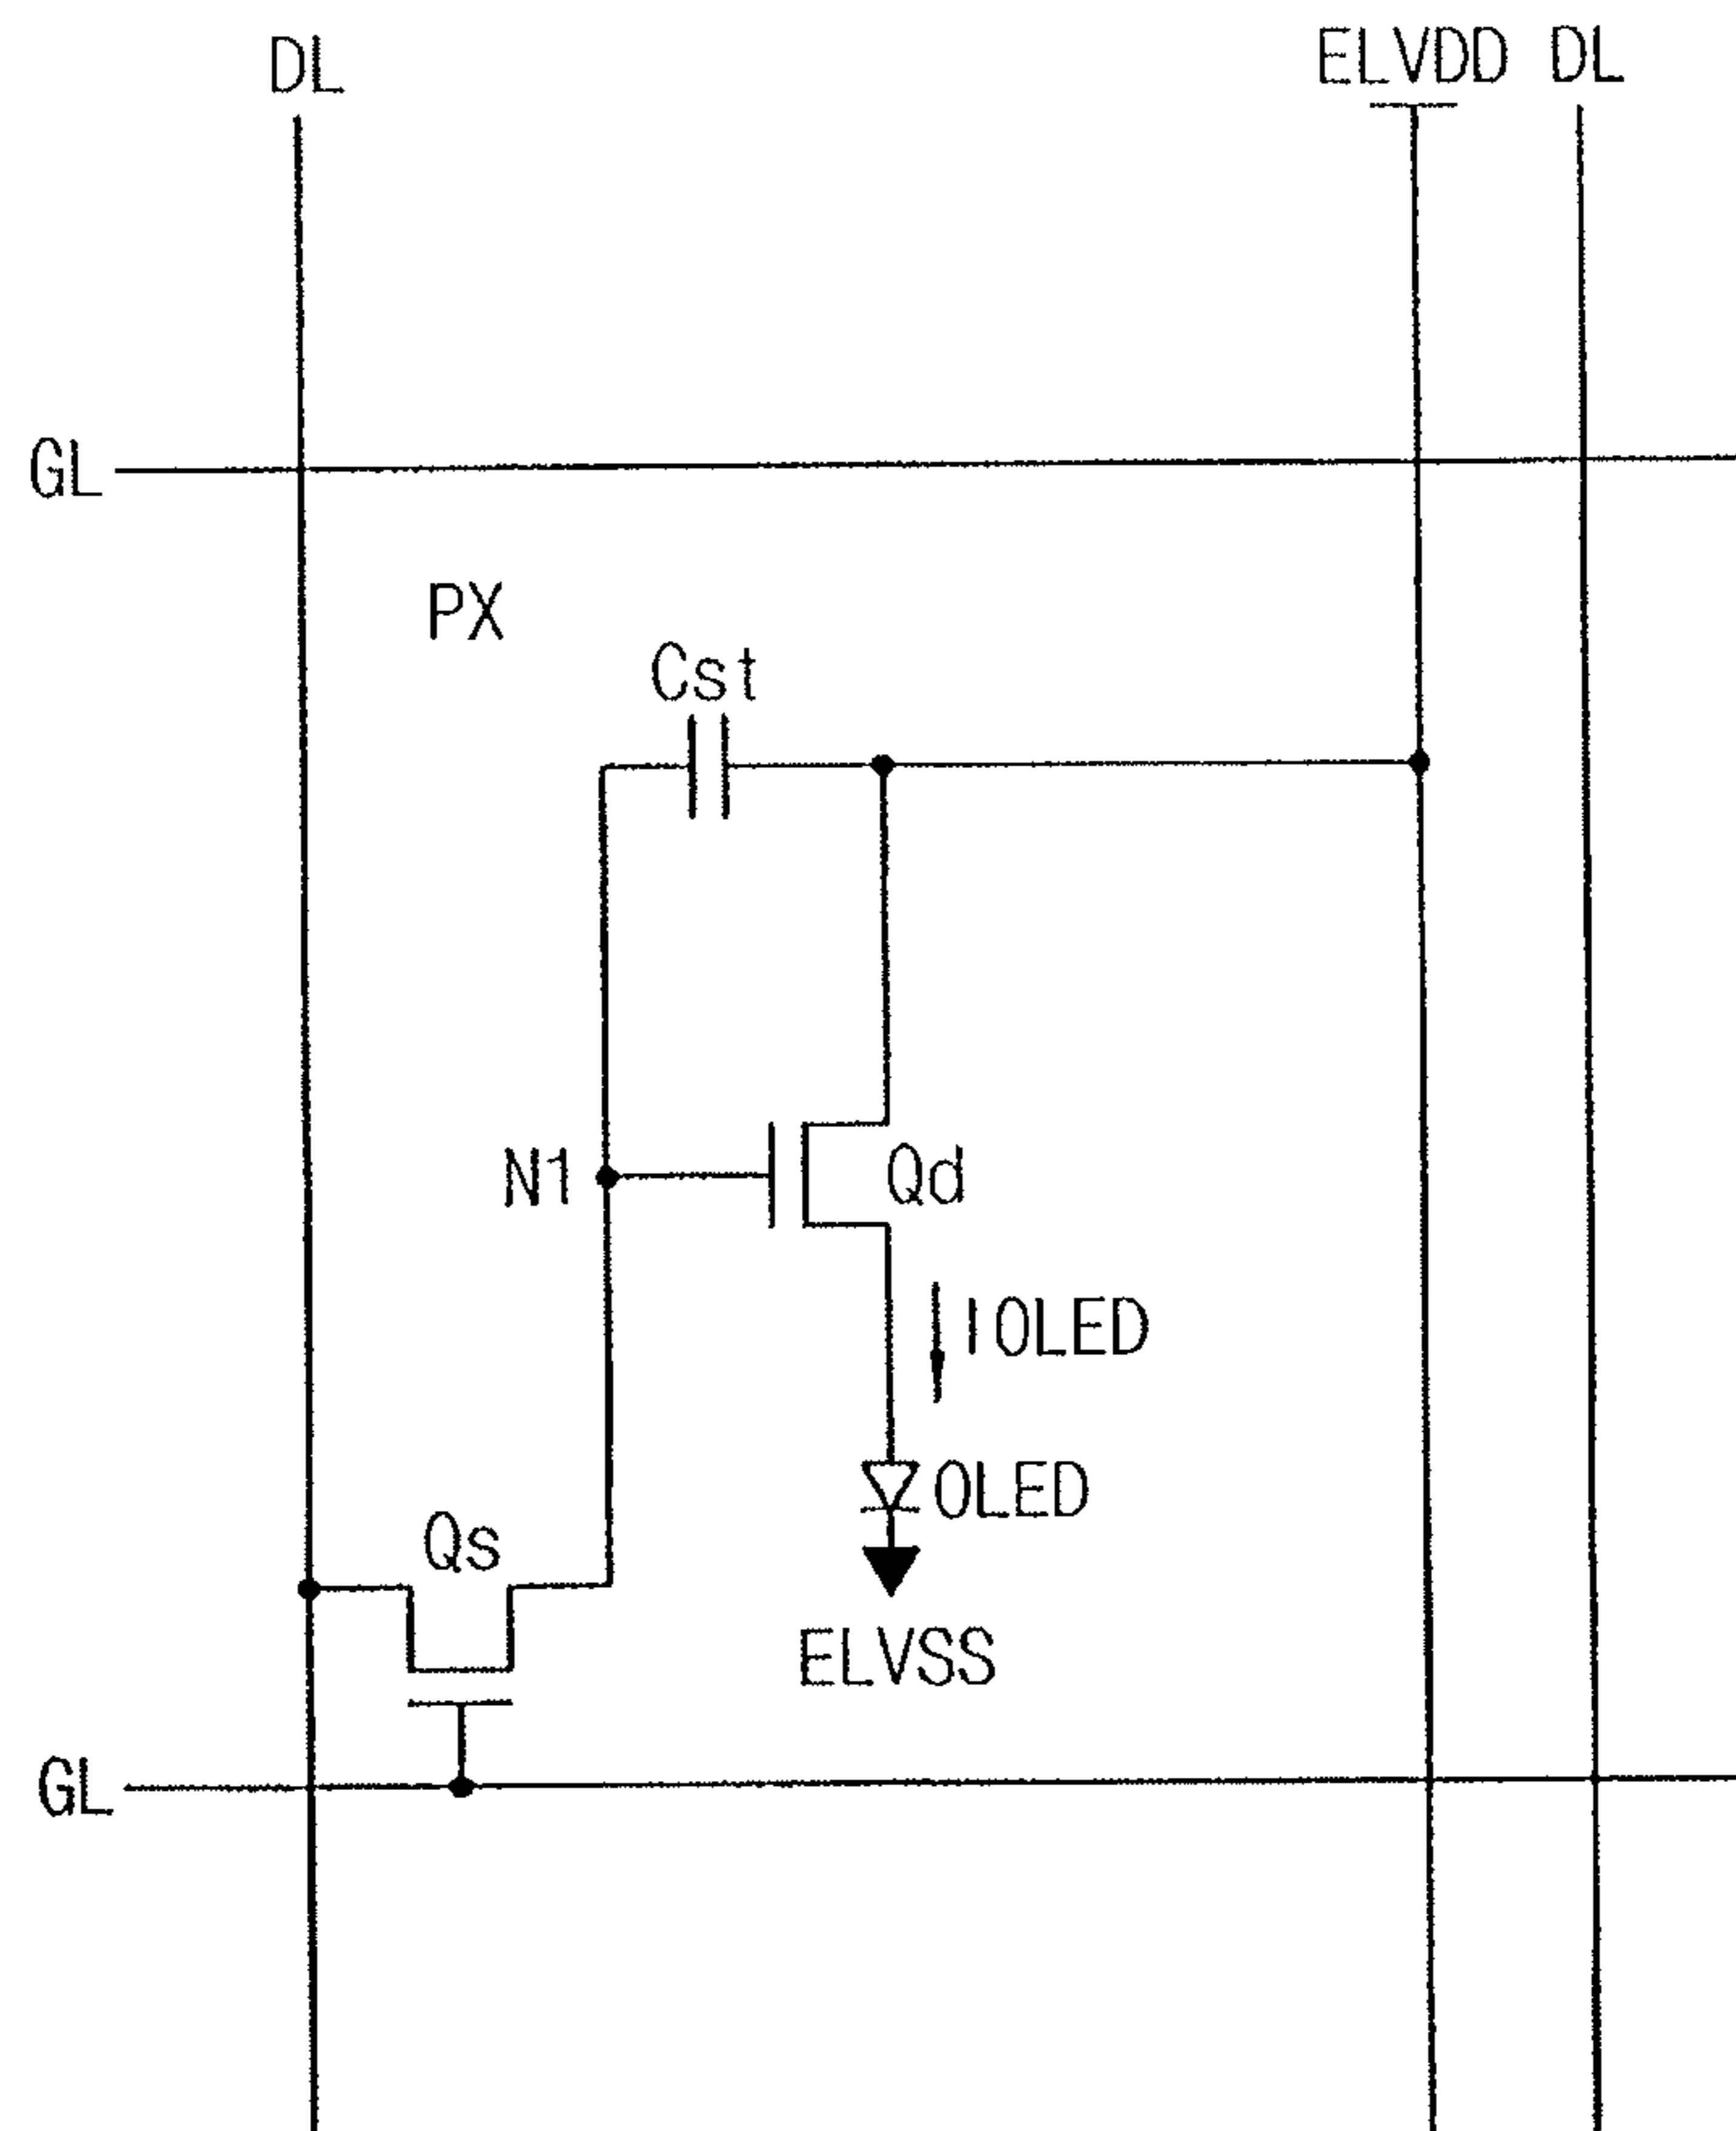 DL
ELVDD DL
GL
PX
Cst
N1
Qd
IOLED
OLED
Qs
ELVSS
GL